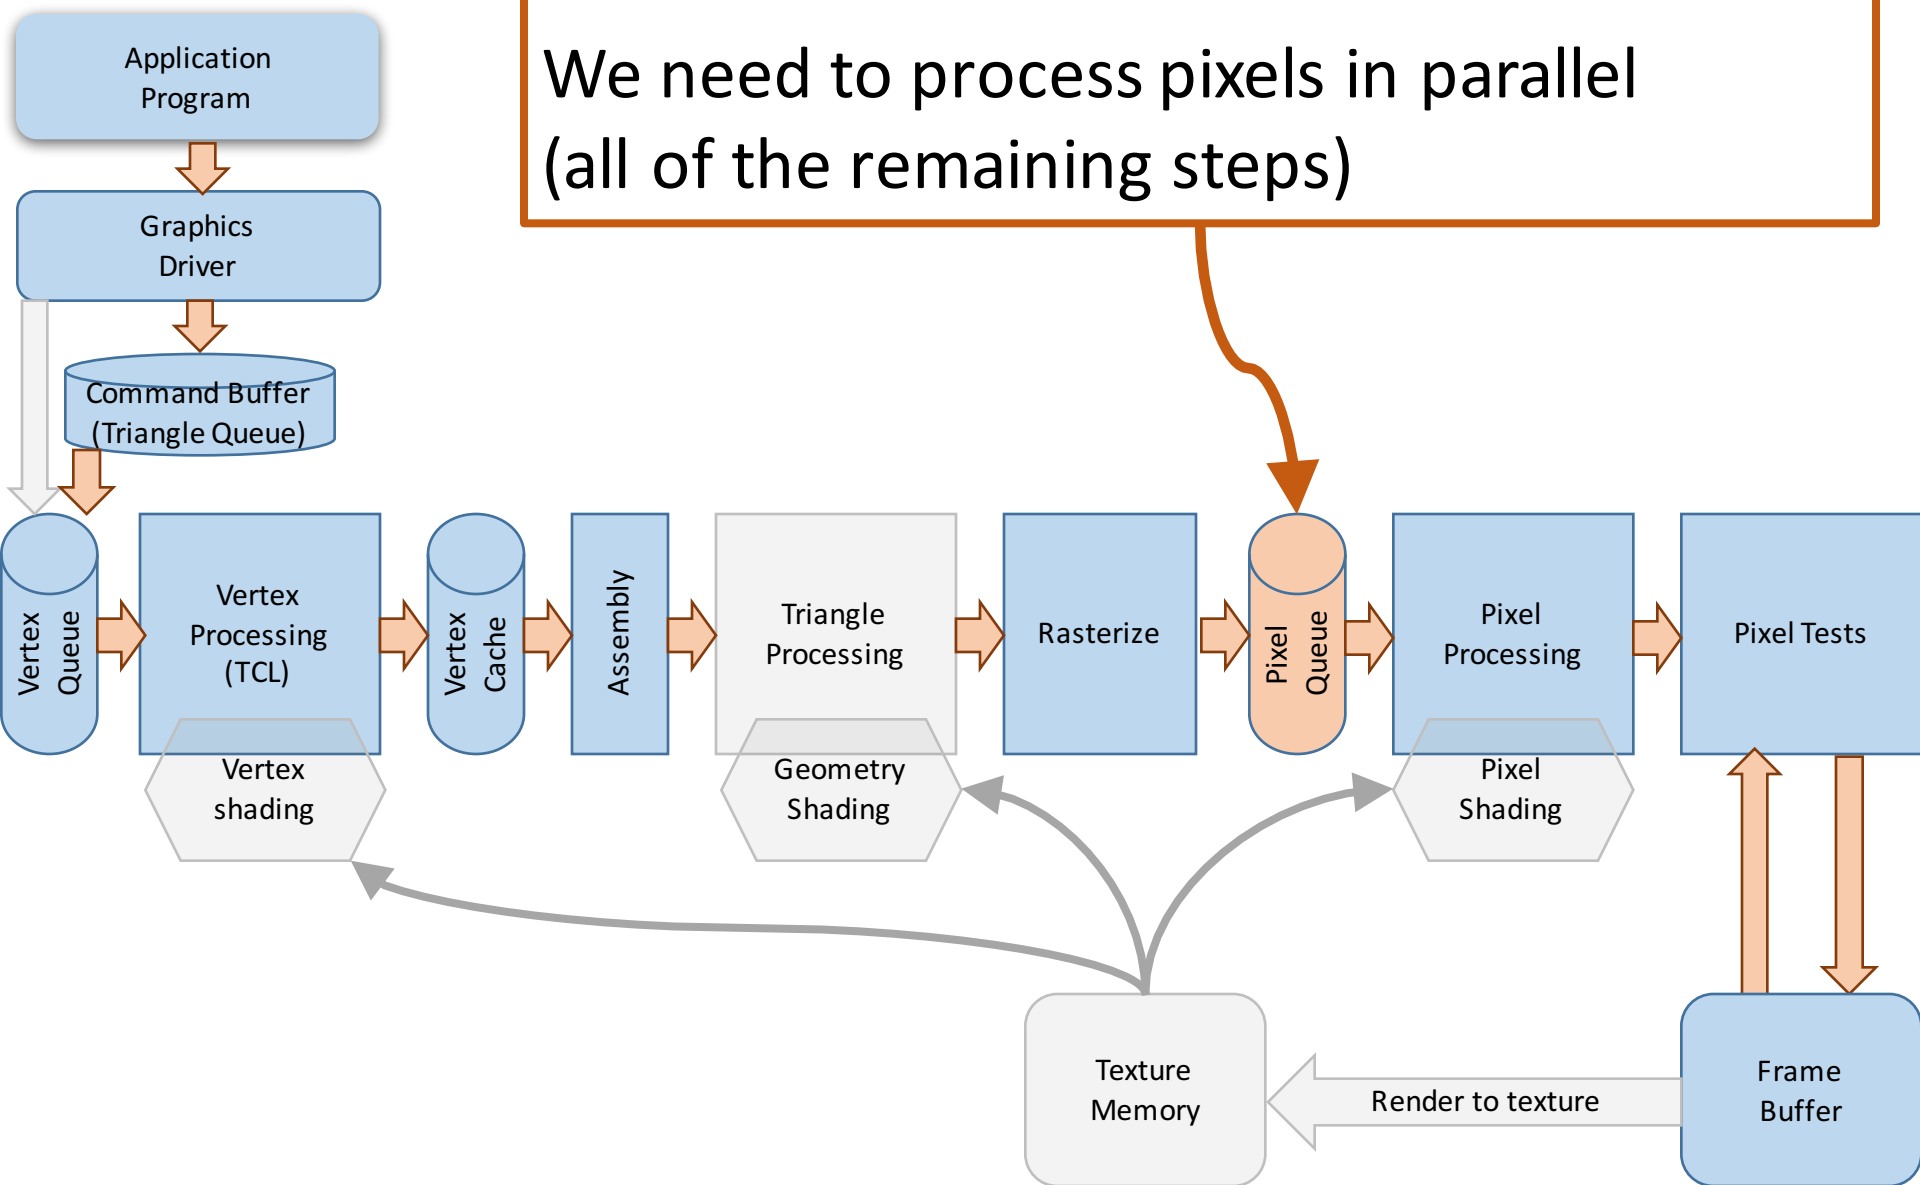 Application
Program
We need to process pixels in parallel
(all of the remaining steps)
Graphics
Driver
Command Buffer
(Triangle Queue)
Vertex
Queue
Vertex
Processing
(TCL)
Vertex
shading
Vertex
Cache
Assembly
Triangle
Processing
Geometry
Shading
Rasterize
Pixel
Queue
Pixel
Processing
Pixel
Shading
Pixel Tests
Texture
Memory
Render to texture
Frame
Buffer